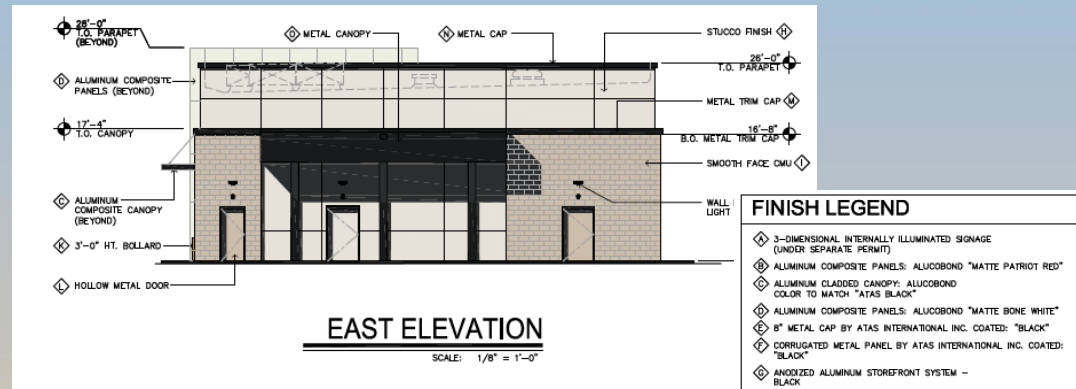 28'-0"
T.O. PARAPET
(BEYOND)
O METAL CANOPY
N METAL CAP
STUCCO FINISH H
26'-0"
T.O. PARAPET
D ALUMINUM COMPOSITE
PANELS (BEYOND)
METAL TRIM CAP M
17'-4"
T.O. CANOPY
16'-8"
B.O. METAL TRIM CAP
SMOOTH FACE CMU I
C ALUMINUM
COMPOSITE CANOPY
(BEYOND)
WALL
LIGHT
K 3'-0" HT. BOLLARD
L HOLLOW METAL DOOR
EAST ELEVATION
SCALE: 1/8" = 1'-0"
FINISH LEGEND
A 3-DIMENSIONAL INTERNALLY ILLUMINATED SIGNAGE
(UNDER SEPARATE PERMIT)
B ALUMINUM COMPOSITE PANELS: ALUCOBOND "MATTE PATRIOT RED"
C ALUMINUM CLADDED CANOPY: ALUCOBOND
COLOR TO MATCH "ATAS BLACK"
D ALUMINUM COMPOSITE PANELS: ALUCOBOND "MATTE BONE WHITE"
E 8" METAL CAP BY ATAS INTERNATIONAL INC. COATED: "BLACK"
F CORRUGATED METAL PANEL BY ATAS INTERNATIONAL INC. COATED:
"BLACK"
G ANODIZED ALUMINUM STOREFRONT SYSTEM –
BLACK